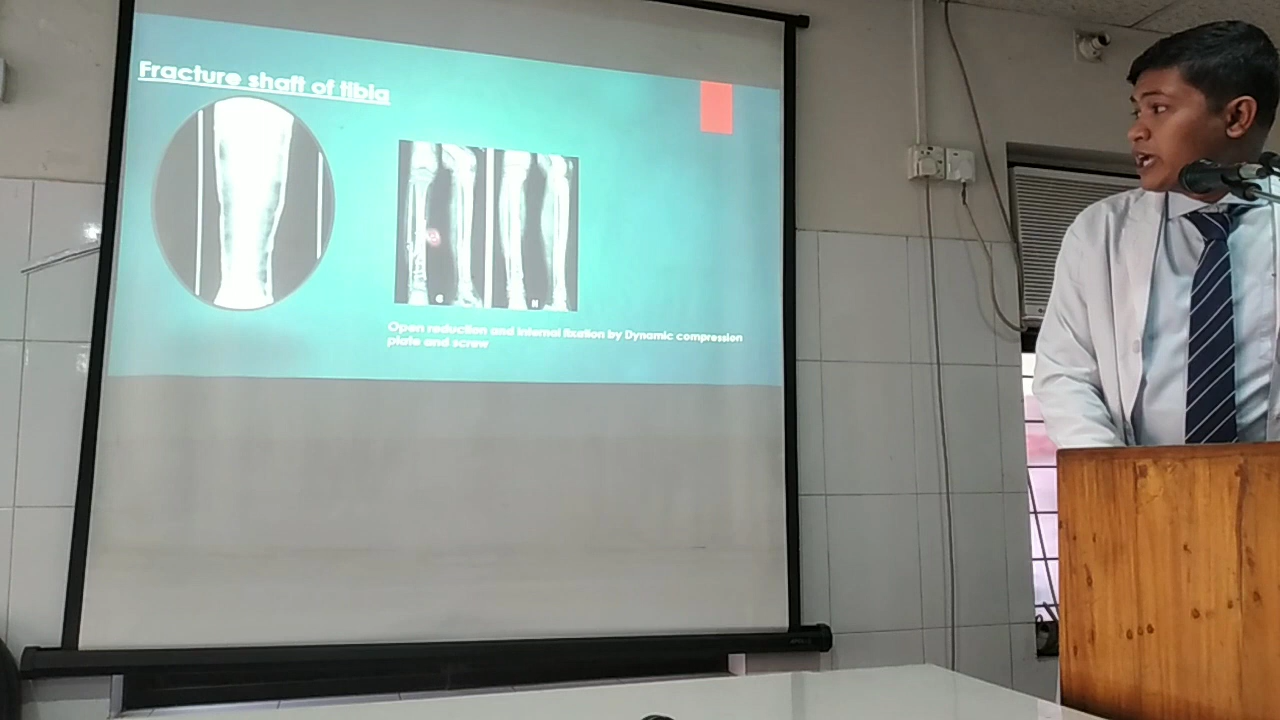 Fracture shaft of tibia
Open reduction and internal fixation by Dynamic compression
plate and screw